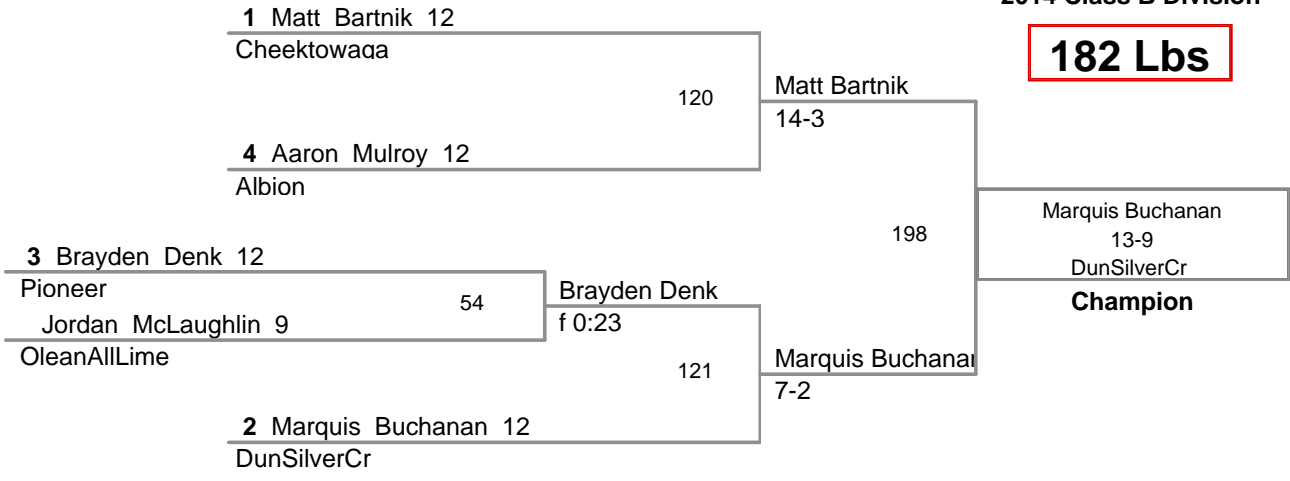 2014 Class B Division
182 Lbs
1 Matt Bartnik 12
Cheektowaga
120
Matt Bartnik
14-3
4 Aaron Mulroy 12
Albion
198
Marquis Buchanan
13-9
DunSilverCr
Champion
3 Brayden Denk 12
Pioneer
54
Jordan McLaughlin 9
OleanAllLime
Brayden Denk
f 0:23
121
Marquis Buchanan
7-2
2 Marquis Buchanan 12
DunSilverCr